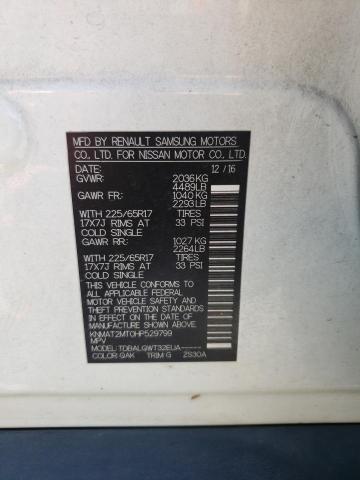 MFD BY RENAULT SAMSUNG MOTORS
CO. LTD. FOR NISSAN MOTOR CO., LTD.
DATE: 12/16
GVWR: 2036KG
4489LB
GAWR FR: 1040 KG
2293LB
WITH 225/65R17 TIRES
17X7J RIMS AT 33 PSI
COLD SINGLE
GAWR RR: 1027 KG
2264LB
WITH 225/65R17 TIRES
17X7J RIMS AT 33 PSI
COLD SINGLE
THIS VEHICLE CONFORMS
TO ALL APPLICABLE FEDERAL
MOTOR VEHICLE SAFETY AND
THEFT PREVENTION STANDARDS
IN EFFECT ON THE DATE OF
MANUFACTURE SHOWN ABOVE
KNMAT2MT0HP529799
MPV
MODEL:TDBALGWT32EUA-----
COLOR:QAK TRIM:G ZS30A